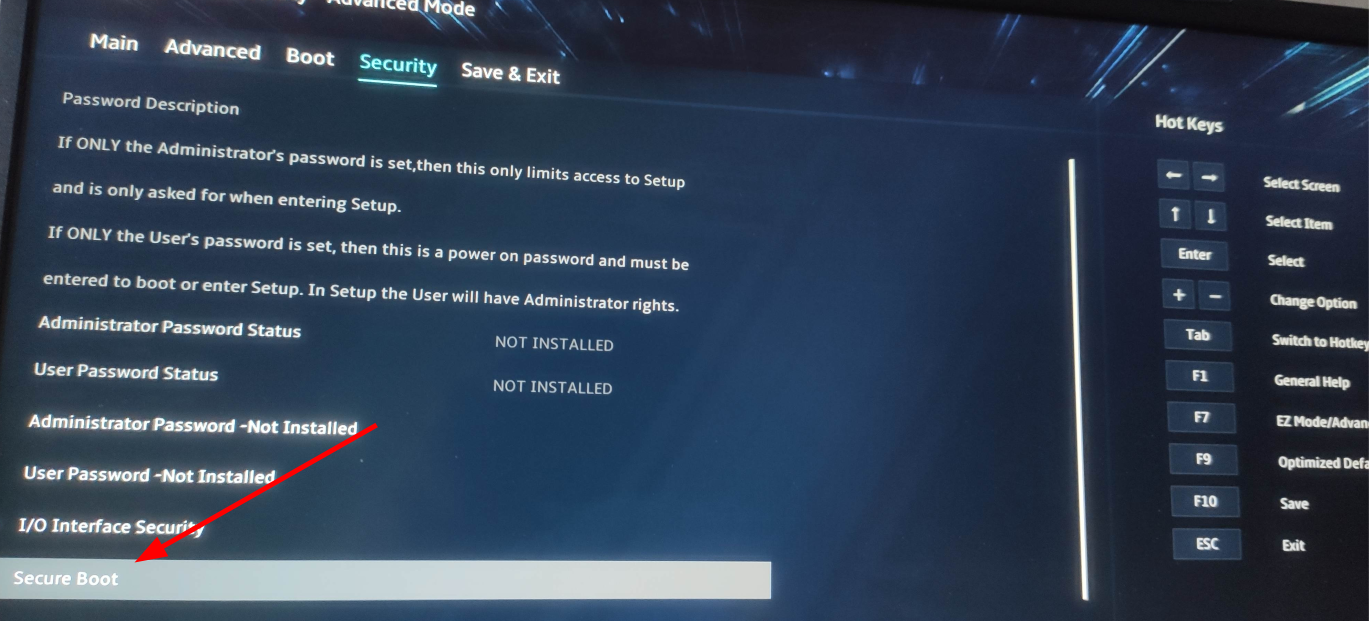 Advanced Mode
Main Advanced Boot Security Save & Exit
Password Description
If ONLY the Administrator's password is set,then this only limits access to Setup
and is only asked for when entering Setup.
If ONLY the User's password is set, then this is a power on password and must be
entered to boot or enter Setup. In Setup the User will have Administrator rights.
Administrator Password Status NOT INSTALLED
User Password Status NOT INSTALLED
Administrator Password -Not Installed
User Password -Not Installed
I/O Interface Security
Secure Boot
Hot Keys
← → Select Screen
↑ ↓ Select Item
Enter Select
+ - Change Option
Tab Switch to Hotkey
F1 General Help
F7 EZ Mode/Advan
F9 Optimized Defa
F10 Save
ESC Exit